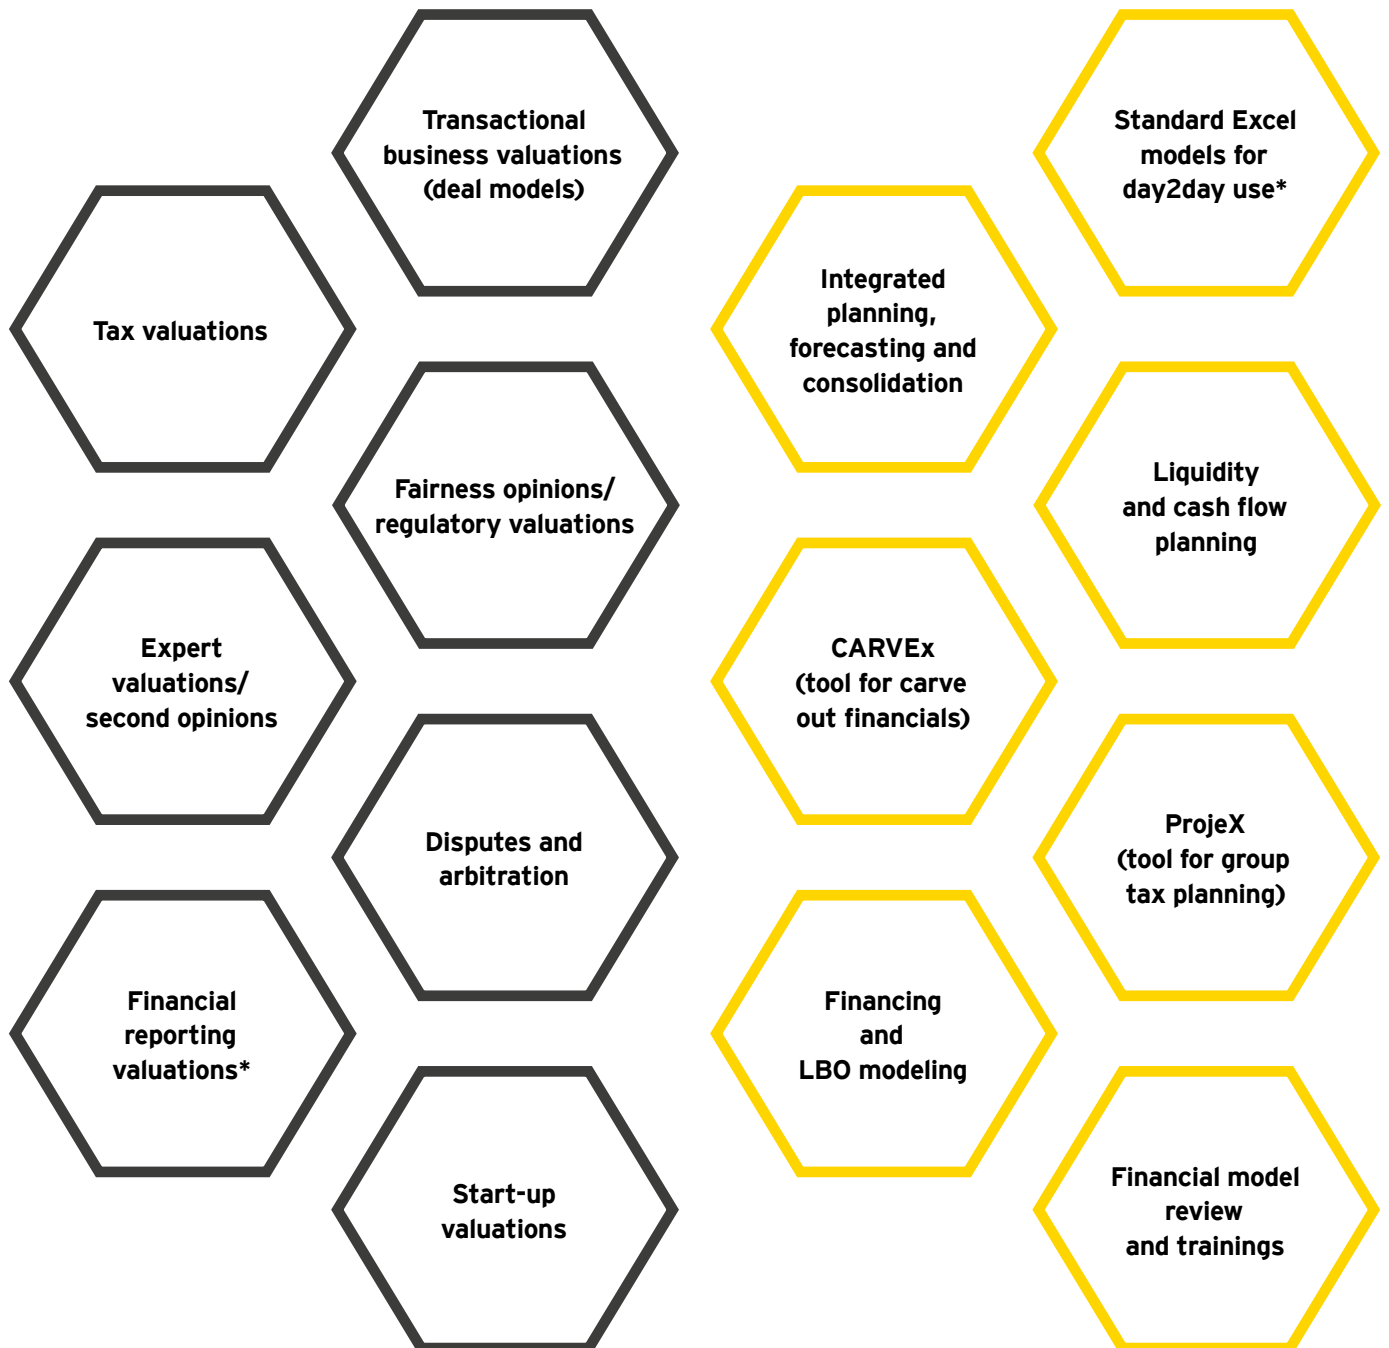 Transactional
business valuations
(deal models)
Tax valuations
Fairness opinions/
regulatory valuations
Expert
valuations/
second opinions
Disputes and
arbitration
Financial
reporting
valuations*
Start-up
valuations
Standard Excel
models for
day2day use*
Integrated
planning,
forecasting and
consolidation
Liquidity
and cash flow
planning
CARVEx
(tool for carve
out financials)
ProjeX
(tool for group
tax planning)
Financing
and
LBO modeling
Financial model
review
and trainings